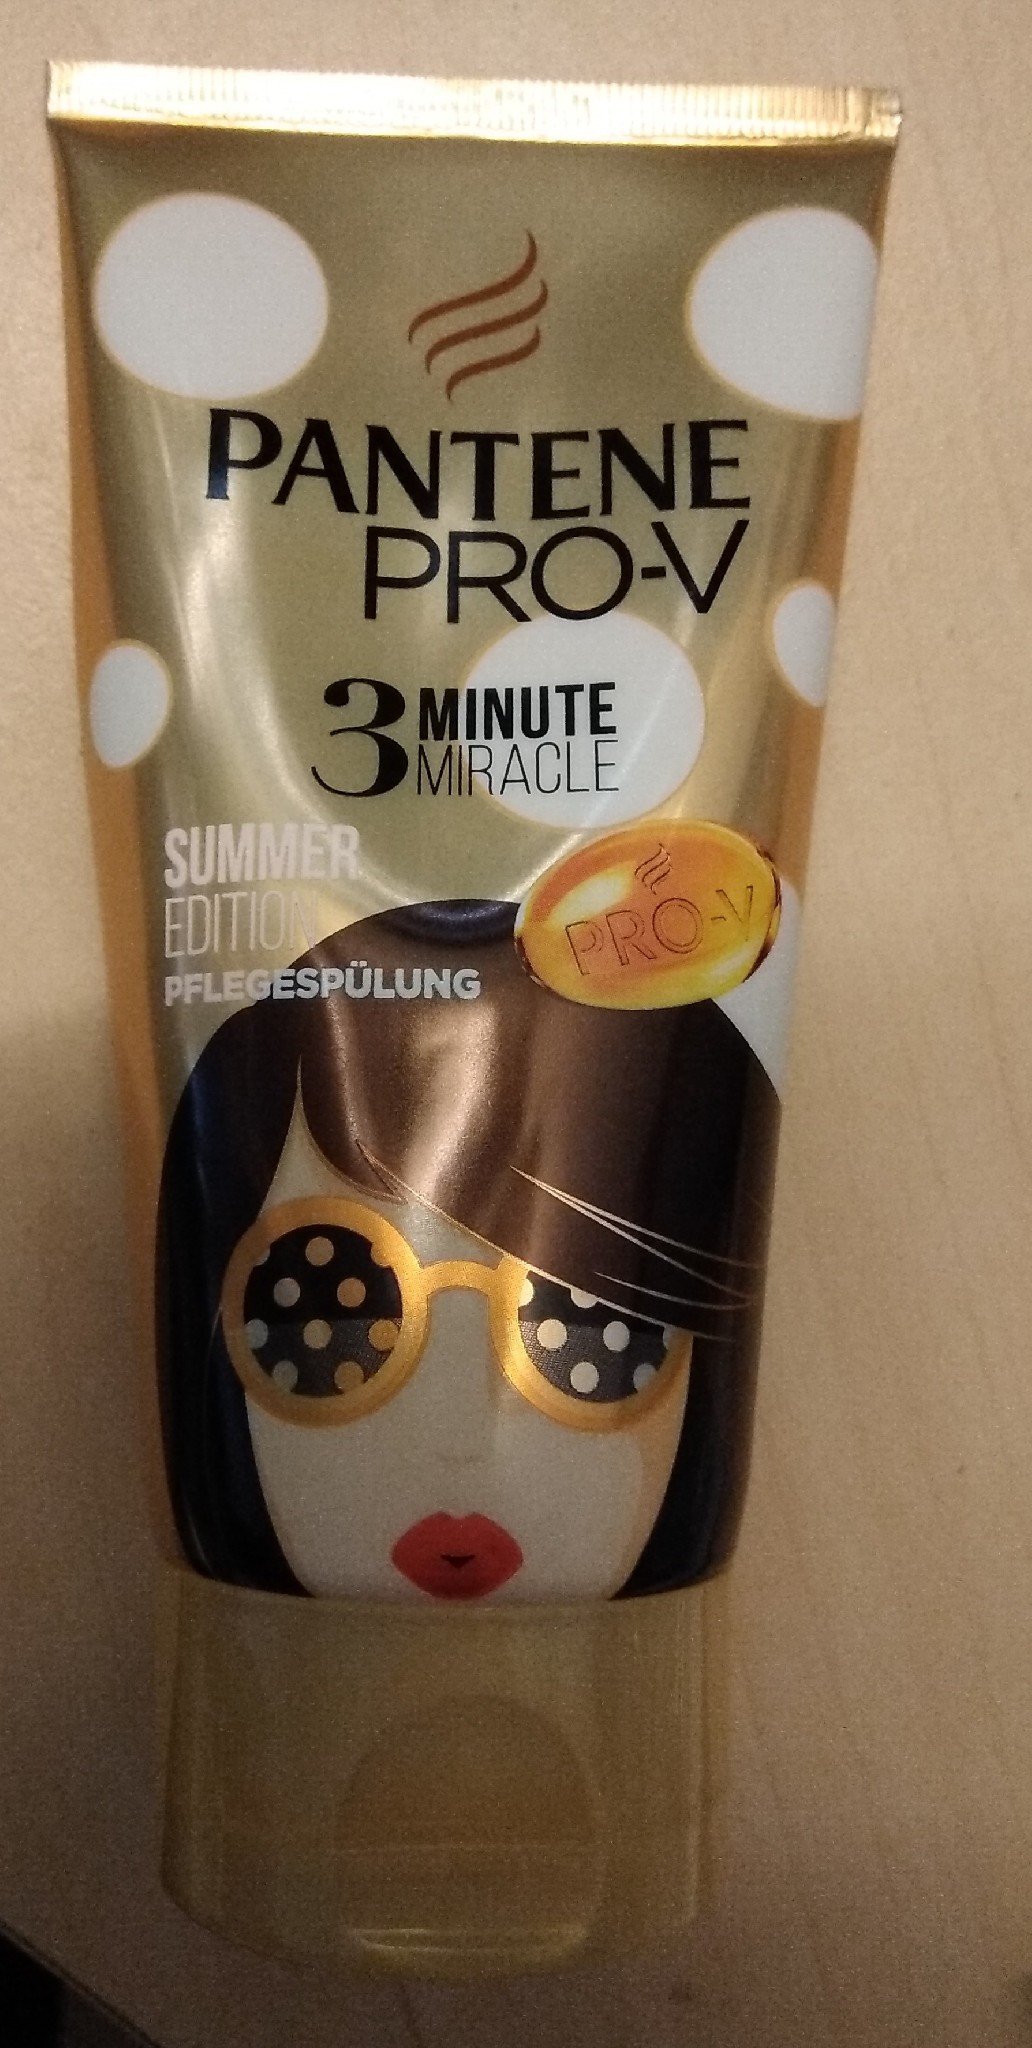 PANTENE
PRO-V
3 MINUTE
MIRACLE
SUMMER
EDITION
PFLEGESPÜLUNG
PRO-V